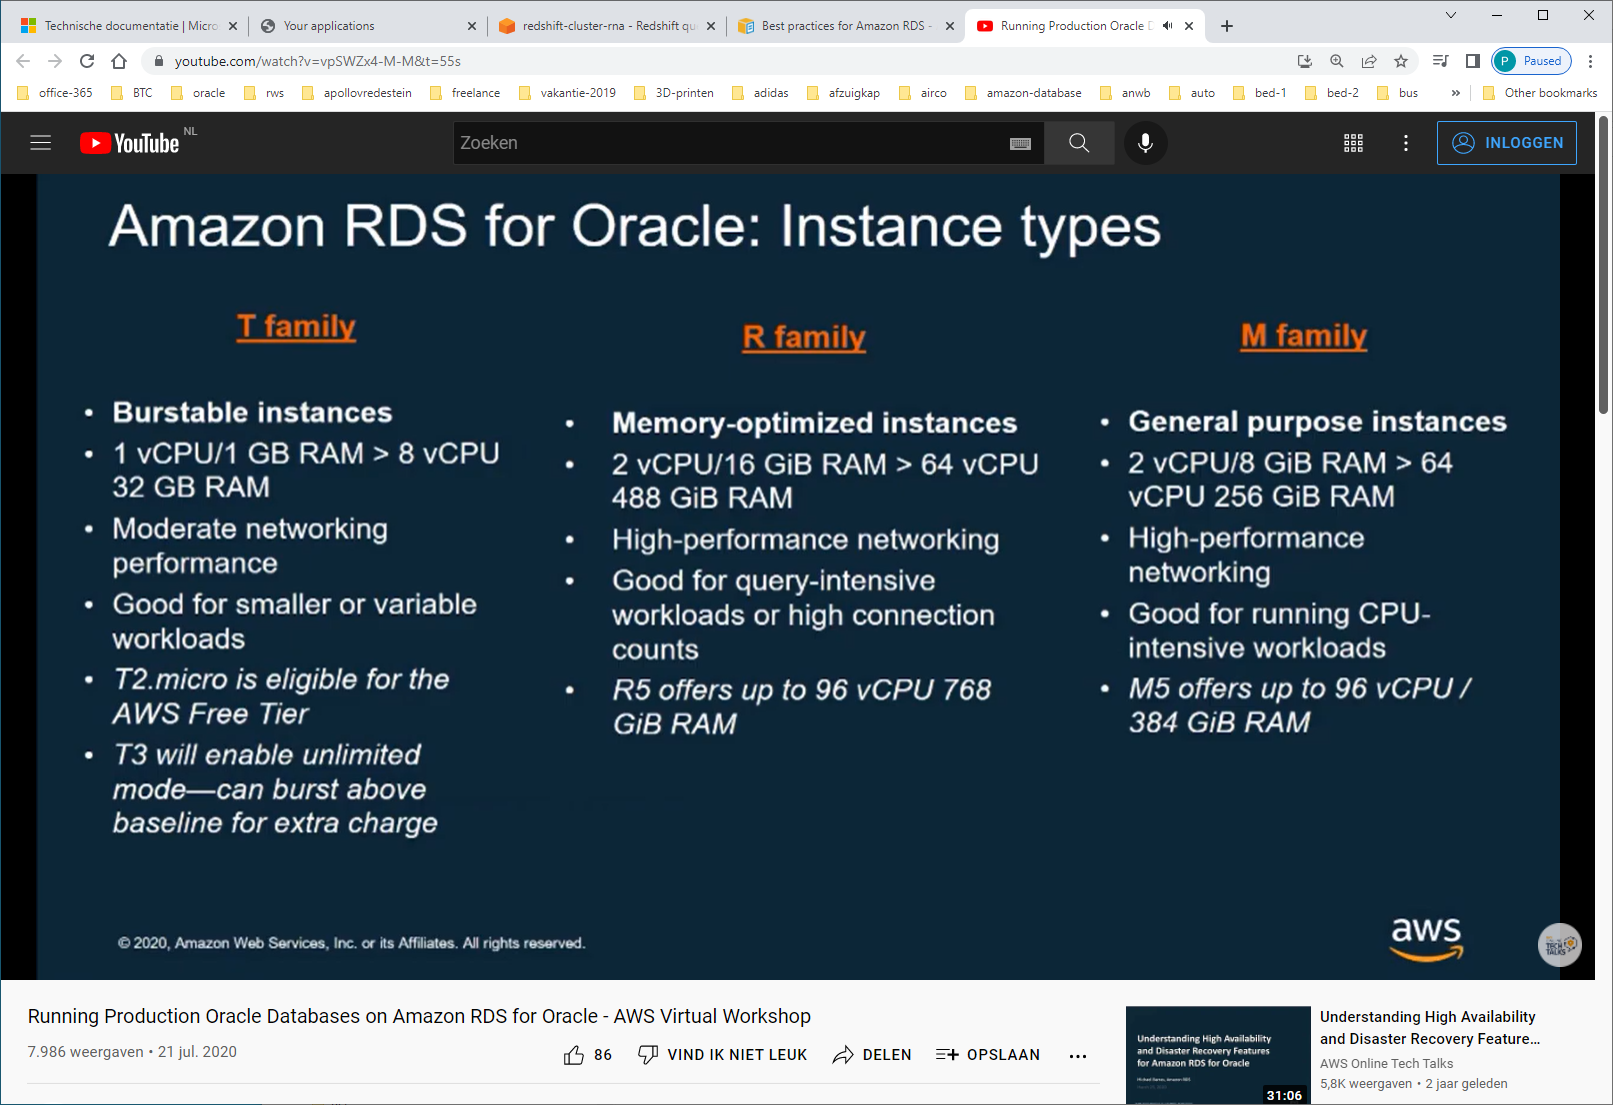 Technische documentatie | Micro
Your applications
redshift-cluster-rna - Redshift qu
Best practices for Amazon RDS -
Running Production Oracle D
youtube.com/watch?v=vpSWZx4-M-M&t=55s
P Paused
office-365 BTC oracle rws apollovredestein freelance vakantie-2019 3D-printen adidas afzuigkap airco amazon-database anwb auto bed-1 bed-2 bus » Other bookmarks
YouTube NL
Zoeken
INLOGGEN
Amazon RDS for Oracle: Instance types
T family
• Burstable instances
• 1 vCPU/1 GB RAM > 8 vCPU
32 GB RAM
• Moderate networking
performance
• Good for smaller or variable
workloads
• T2.micro is eligible for the
AWS Free Tier
• T3 will enable unlimited
mode—can burst above
baseline for extra charge
R family
• Memory-optimized instances
• 2 vCPU/16 GiB RAM > 64 vCPU
488 GiB RAM
• High-performance networking
• Good for query-intensive
workloads or high connection
counts
• R5 offers up to 96 vCPU 768
GiB RAM
M family
• General purpose instances
• 2 vCPU/8 GiB RAM > 64
vCPU 256 GiB RAM
• High-performance
networking
• Good for running CPU-
intensive workloads
• M5 offers up to 96 vCPU /
384 GiB RAM
© 2020, Amazon Web Services, Inc. or its Affiliates. All rights reserved.
aws
TECH
TALKS
Running Production Oracle Databases on Amazon RDS for Oracle - AWS Virtual Workshop
7.986 weergaven • 21 jul. 2020
86 VIND IK NIET LEUK DELEN OPSLAAN
Understanding High Availability
and Disaster Recovery Features
for Amazon RDS for Oracle
31:06
Understanding High Availability
and Disaster Recovery Feature...
AWS Online Tech Talks
5,8K weergaven • 2 jaar geleden